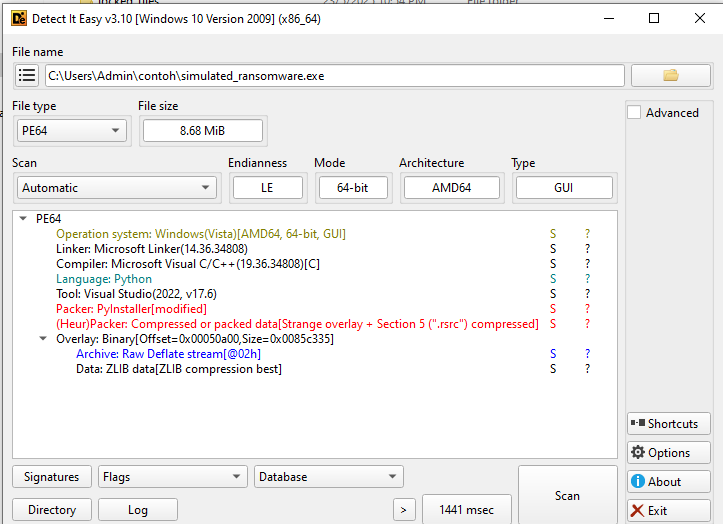 Detect It Easy v3.10 [Windows 10 Version 2009] (x86_64)
File name
C:\Users\Admin\contoh\simulated_ransomware.exe
File type
File size
PE64
8.68 MiB
Advanced
Scan
Endianness
Mode
Architecture
Type
Automatic
LE
64-bit
AMD64
GUI
PE64
Operation system: Windows(Vista)[AMD64, 64-bit, GUI] S ?
Linker: Microsoft Linker(14.36.34808) S ?
Compiler: Microsoft Visual C/C++(19.36.34808)[C] S ?
Language: Python S ?
Tool: Visual Studio(2022, v17.6) S ?
Packer: PyInstaller[modified] S ?
(Heur)Packer: Compressed or packed data[Strange overlay + Section 5 (".rsrc") compressed] S ?
Overlay: Binary[Offset=0x00050a00,Size=0x0085c335]
Archive: Raw Deflate stream[@02h] S ?
Data: ZLIB data[ZLIB compression best] S ?
Shortcuts
Options
About
Exit
Signatures
Flags
Database
Scan
Directory
Log
>
1441 msec